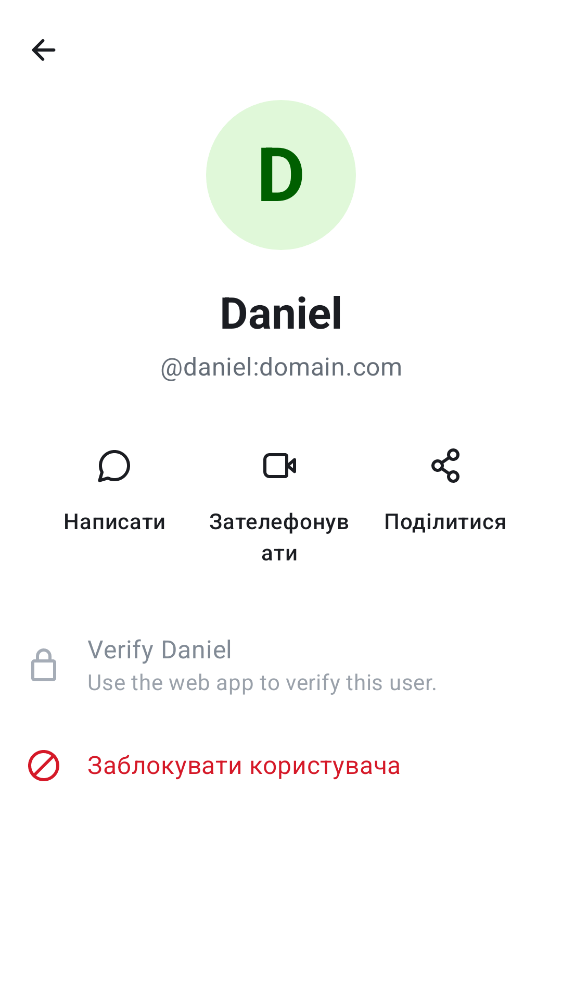 D
Daniel
@daniel:domain.com
Написати
Зателефонув
ати
Поділитися
Verify Daniel
Use the web app to verify this user.
Заблокувати користувача